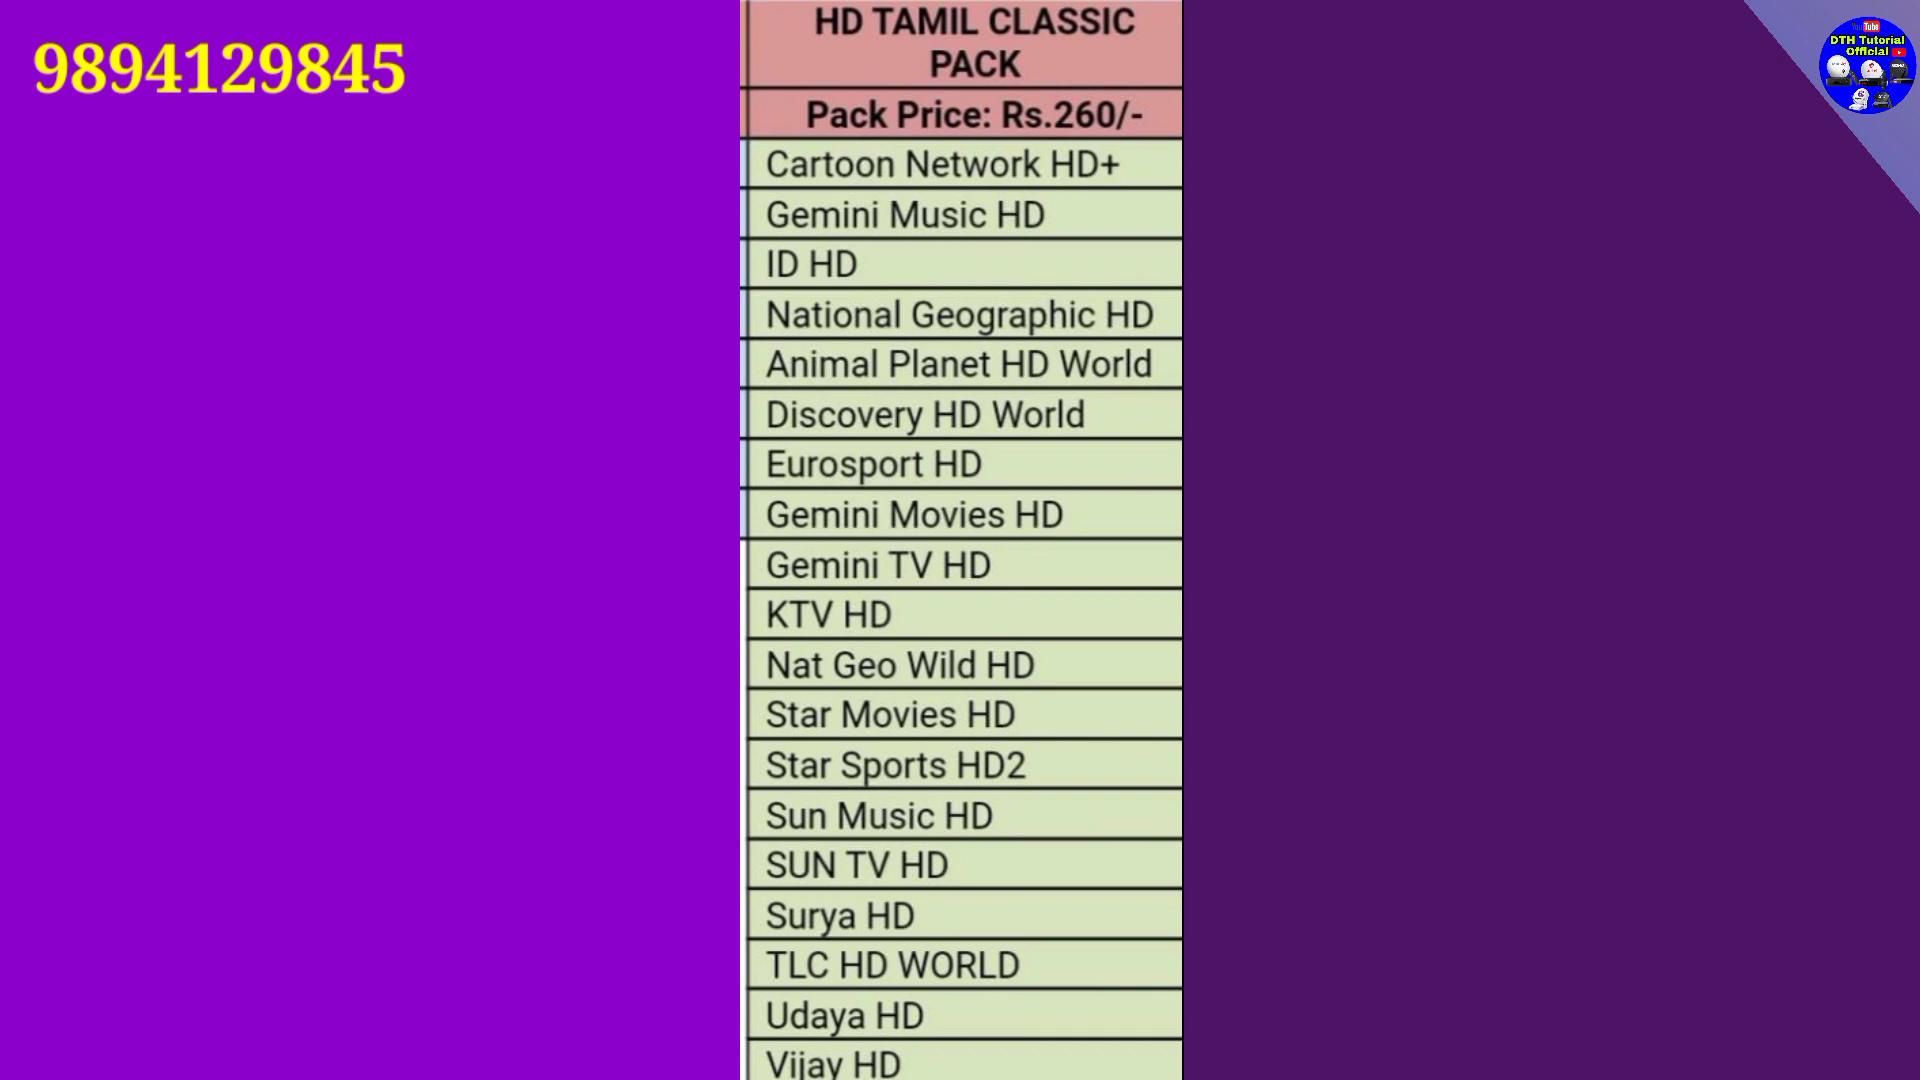 9894129845
HD TAMIL CLASSIC
PACK
Pack Price: Rs.260/-
Cartoon Network HD+
Gemini Music HD
ID HD
National Geographic HD
Animal Planet HD World
Discovery HD World
Eurosport HD
Gemini Movies HD
Gemini TV HD
KTV HD
Nat Geo Wild HD
Star Movies HD
Star Sports HD2
Sun Music HD
SUN TV HD
Surya HD
TLC HD WORLD
Udaya HD
Vijay HD
YouTube
DTH Tutorial
Official